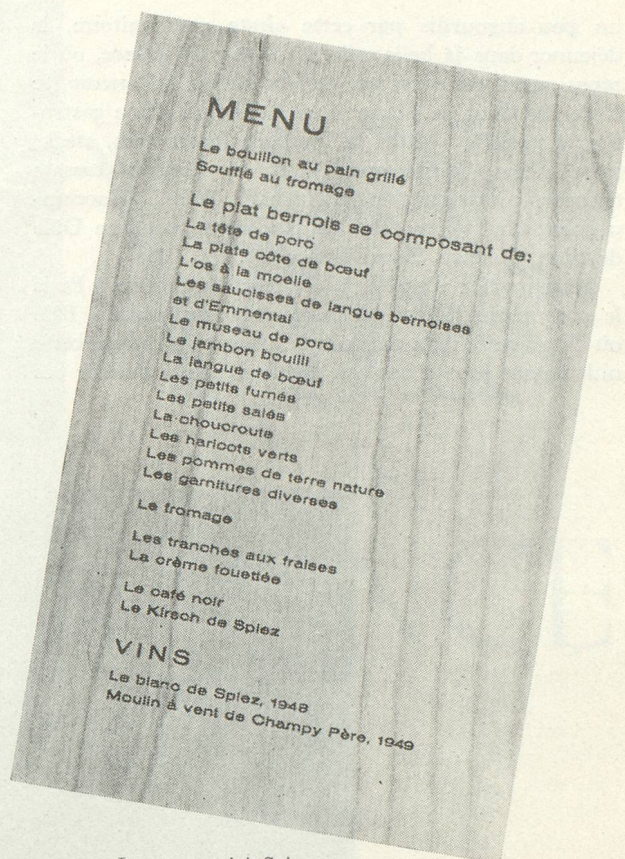 MENU
Le bouillon au pain grillé
Soufflé au fromage
Le plat bernois se composant de:
La tête de porc
La plate côte de bœuf
L'os à la moelle
Les saucisses de langue bernoises
et d'Emmental
Le museau de porc
Le jambon bouilli
La langue de bœuf
Les petits fumés
Les petits salés
La choucroute
Les haricots verts
Les pommes de terre nature
Les garnitures diverses
Le fromage
Les tranches aux fraises
La crème fouettée
Le café noir
Le Kirsch de Spiez
VINS
Le blanc de Spiez, 1948
Moulin à vent de Champy Père, 1949